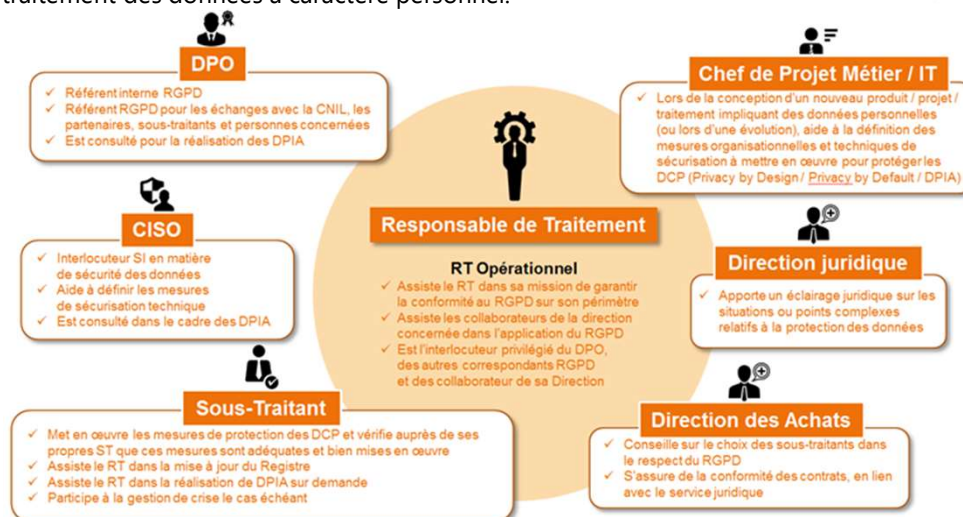 traitement des données à caractère personnel.
DPO
✓ Référent interne RGPD
✓ Référent RGPD pour les échanges avec la CNIL, les
partenaires, sous-traitants et personnes concernées
✓ Est consulté pour la réalisation des DPIA
Chef de Projet Métier / IT
✓ Lors de la conception d'un nouveau produit / projet /
traitement impliquant des données personnelles
(ou lors d'une évolution), aide à la définition des
mesures organisationnelles et techniques de
sécurisation à mettre en œuvre pour protéger les
DCP (Privacy by Design / Privacy by Default / DPIA)
CISO
✓ Interlocuteur SI en matière
de sécurité des données
✓ Aide à définir les mesures
de sécurisation technique
✓ Est consulté dans le cadre des DPIA
Responsable de Traitement
RT Opérationnel
✓ Assiste le RT dans sa mission de garantir
la conformité au RGPD sur son périmètre
✓ Assiste les collaborateurs de la direction
concernée dans l'application du RGPD
✓ Est l'interlocuteur privilégié du DPO,
des autres correspondants RGPD
et des collaborateur de sa Direction
Direction juridique
✓ Apporte un éclairage juridique sur les
situations ou points complexes
relatifs à la protection des données
Sous-Traitant
✓ Met en œuvre les mesures de protection des DCP et vérifie auprès de ses
propres ST que ces mesures sont adéquates et bien mises en œuvre
✓ Assiste le RT dans la mise à jour du Registre
✓ Assiste le RT dans la réalisation de DPIA sur demande
✓ Participe à la gestion de crise le cas échéant
Direction des Achats
✓ Conseille sur le choix des sous-traitants dans
le respect du RGPD
✓ S'assure de la conformité des contrats, en lien
avec le service juridique